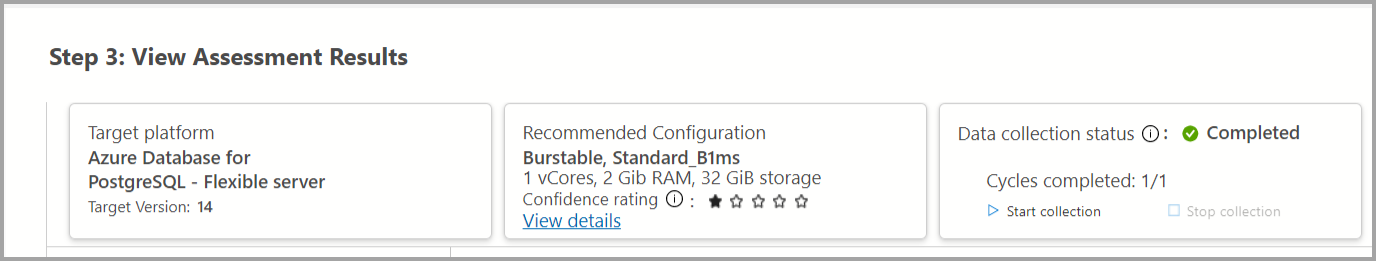 Step 3: View Assessment Results
Target platform
Azure Database for
PostgreSQL - Flexible server
Target Version: 14
Recommended Configuration
Burstable, Standard_B1ms
1 vCores, 2 Gib RAM, 32 GiB storage
Confidence rating :
View details
Data collection status : Completed
Cycles completed: 1/1
Start collection
Stop collection